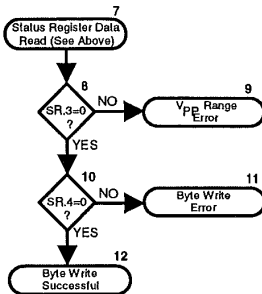 7
Status Register Data
Read (See Above)
8
SR.3=0
?
NO
9
VPP Range
Error
YES
10
SR.4=0
?
NO
11
Byte Write
Error
YES
12
Byte Write
Successful